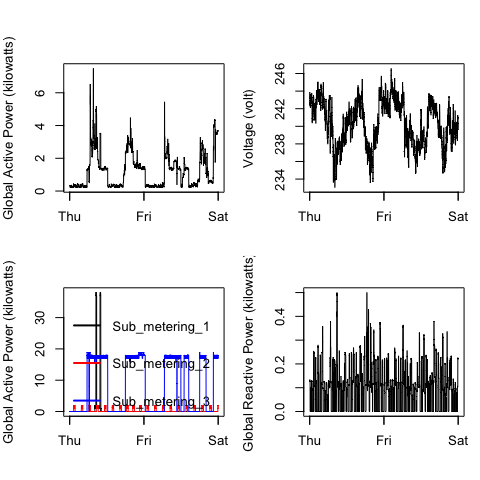 Global Active Power (kilowatts)
0 2 4 6
Thu Fri Sat
Voltage (volt)
234 238 242 246
Thu Fri Sat
Global Active Power (kilowatts)
0 10 20 30
Sub_metering_1
Sub_metering_2
Sub_metering_3
Thu Fri Sat
Global Reactive Power (kilowatts)
0.0 0.2 0.4
Thu Fri Sat